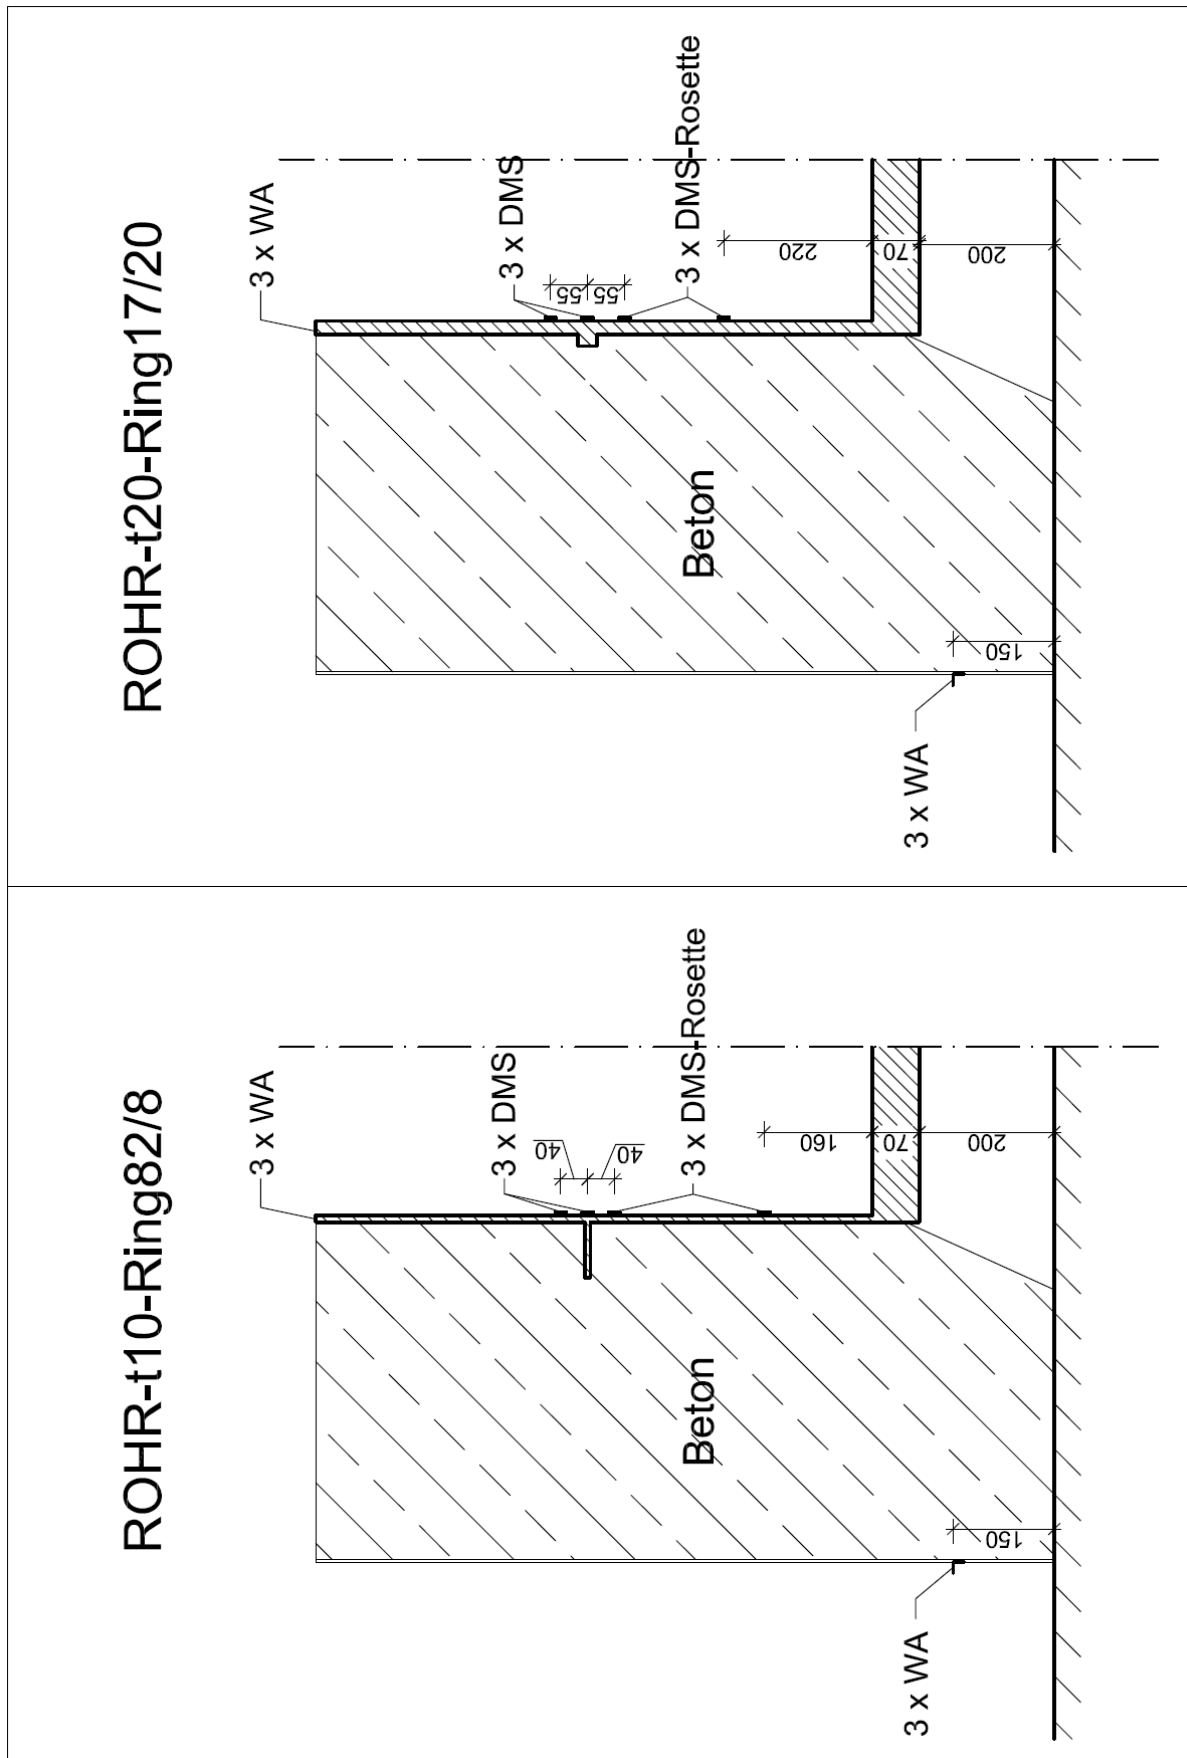 ROHR-t10-Ring82/8
3 x WA
3 x DMS
40
40
3 x DMS-Rosette
160
70
200
Beton
150
3 x WA
ROHR-t20-Ring17/20
3 x WA
3 x DMS
55
55
3 x DMS-Rosette
220
70
200
Beton
150
3 x WA